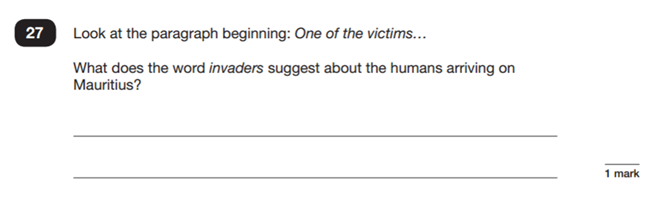 27
Look at the paragraph beginning: One of the victims…
What does the word invaders suggest about the humans arriving on
Mauritius?
1 mark